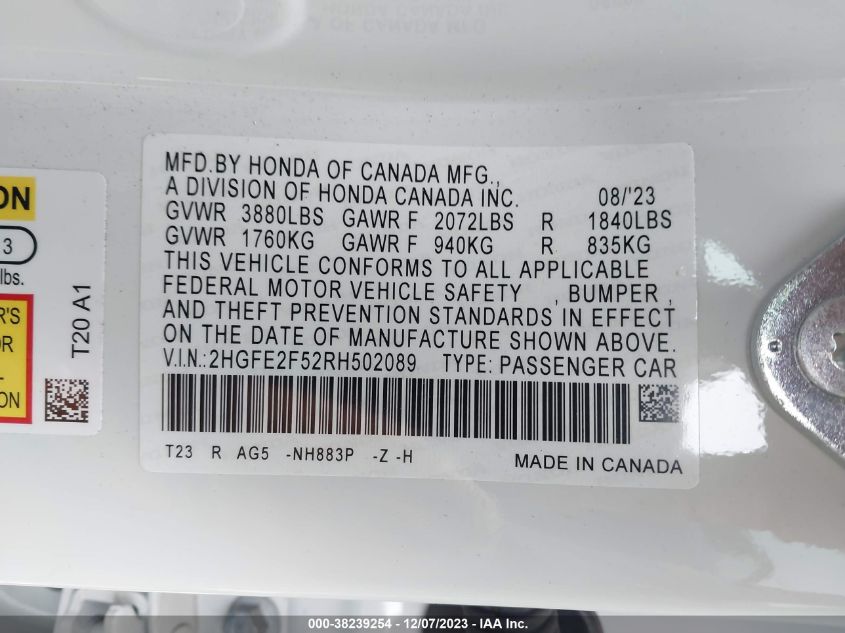 MFD.BY HONDA OF CANADA MFG.,
A DIVISION OF HONDA CANADA INC. 08/'23
GVWR 3880LBS GAWR F 2072LBS R 1840LBS
GVWR 1760KG GAWR F 940KG R 835KG
THIS VEHICLE CONFORMS TO ALL APPLICABLE
FEDERAL MOTOR VEHICLE SAFETY , BUMPER ,
AND THEFT PREVENTION STANDARDS IN EFFECT
ON THE DATE OF MANUFACTURE SHOWN ABOVE.
V.I.N.: 2HGFE2F52RH502089 TYPE: PASSENGER CAR
T23 R AG5 -NH883P -Z -H
MADE IN CANADA
ON
3
lbs.
'S
OR
ON
T20 A1
000-38239254 - 12/07/2023 - IAA Inc.